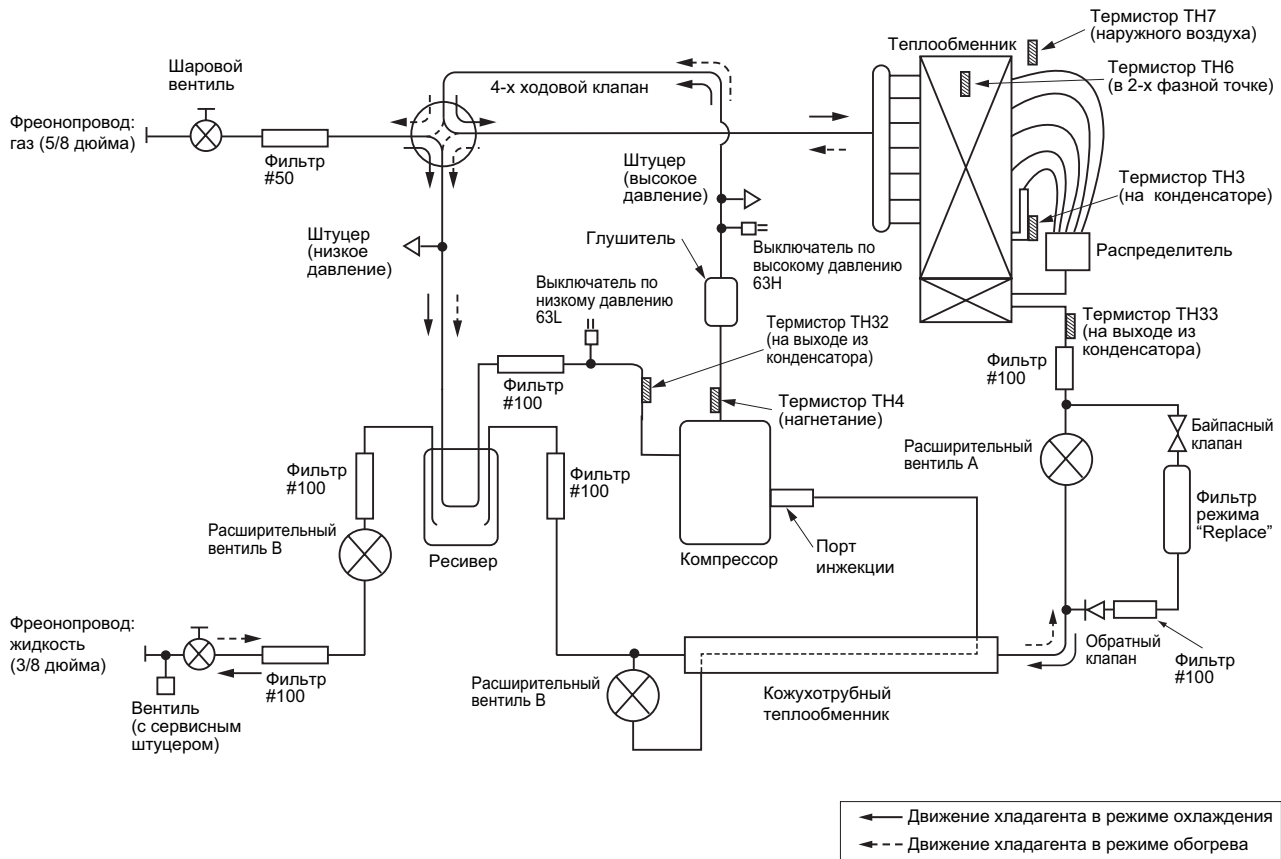 Термистор TH7
(наружного воздуха)
Теплообменник
Термистор TH6
(в 2-х фазной точке)
Шаровой
вентиль
4-х ходовой клапан
Фреонопровод:
газ (5/8 дюйма)
Фильтр
#50
Штуцер
(высокое
давление)
Термистор TH3
(на конденсаторе)
Штуцер
(низкое
давление)
Глушитель
Выключатель по
высокому давлению
63H
Распределитель
Выключатель по
низкому давлению
63L
Термистор TH32
(на выходе из
конденсатора)
Термистор TH33
(на выходе из
конденсатора)
Фильтр
#100
Фильтр
#100
Термистор TH4
(нагнетание)
Байпасный
клапан
Расширительный
вентиль A
Фильтр
#100
Фильтр
#100
Фильтр
режима
“Replace”
Расширительный
вентиль B
Ресивер
Компрессор
Порт
инжекции
Фреонопровод:
жидкость
(3/8 дюйма)
Обратный
клапан
Фильтр
#100
Фильтр
#100
Расширительный
вентиль B
Кожухотрубный
теплообменник
Вентиль
(с сервисным
штуцером)
Движение хладагента в режиме охлаждения
Движение хладагента в режиме обогрева